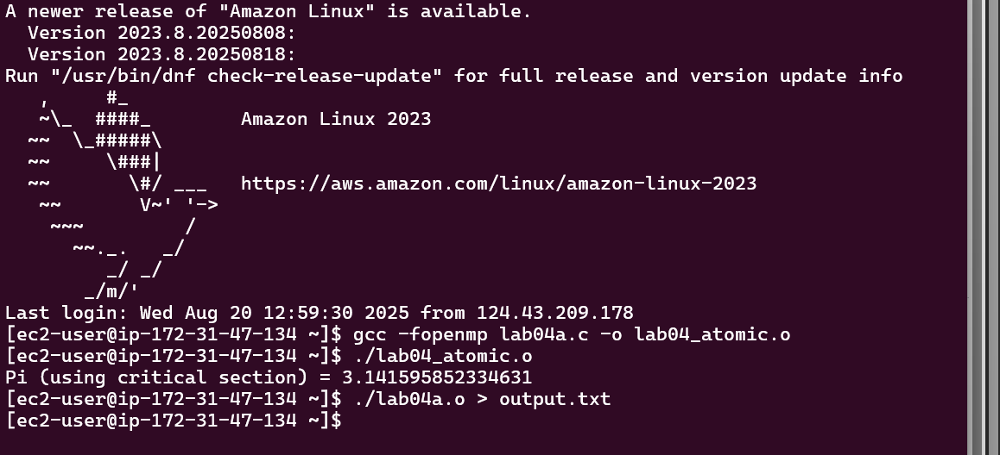 A newer release of "Amazon Linux" is available.
  Version 2023.8.20250808:
  Version 2023.8.20250818:
Run "/usr/bin/dnf check-release-update" for full release and version update info
   ,     #_
   ~\_  ####_        Amazon Linux 2023
  ~~  \_#####\
  ~~     \###|
  ~~       \#/ ___   https://aws.amazon.com/linux/amazon-linux-2023
   ~~       V~' '->
    ~~~         /
      ~~._.   _/
         _/ _/
       _/m/'
Last login: Wed Aug 20 12:59:30 2025 from 124.43.209.178
[ec2-user@ip-172-31-47-134 ~]$ gcc -fopenmp lab04a.c -o lab04_atomic.o
[ec2-user@ip-172-31-47-134 ~]$ ./lab04_atomic.o
Pi (using critical section) = 3.141595852334631
[ec2-user@ip-172-31-47-134 ~]$ ./lab04a.o > output.txt
[ec2-user@ip-172-31-47-134 ~]$